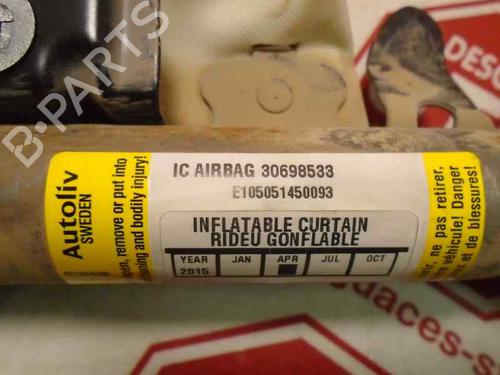 B-PARTS
DESG
IC AIRBAG 30698533
E105051450093
INFLATABLE CURTAIN
RIDEU GONFLABLE
YEAR JAN APR JUL OCT
2015
Autoliv
SWEDEN
open, remove or put into
and bodily injury!
ne pas retirer,
véhicule! Danger
et de blessures!